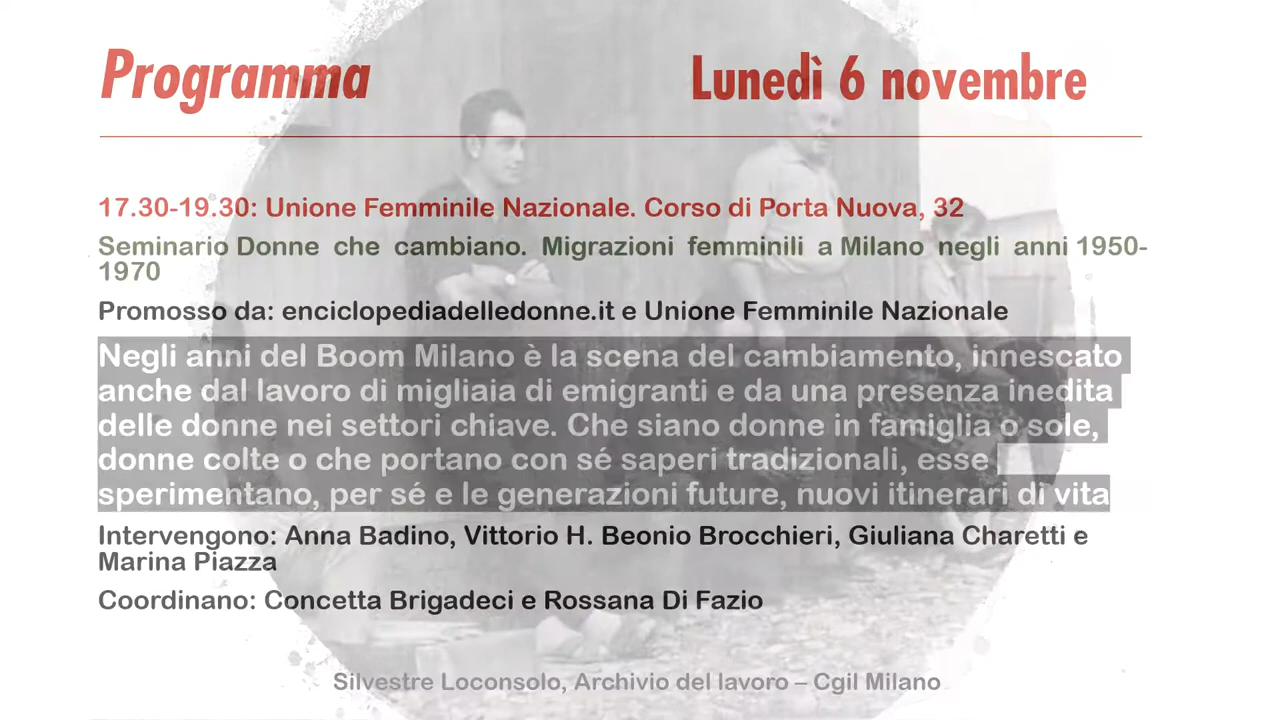 Programma
Lunedì 6 novembre
17.30-19.30: Unione Femminile Nazionale. Corso di Porta Nuova, 32
Seminario Donne che cambiano. Migrazioni femminili a Milano negli anni 1950-
1970
Promosso da: enciclopediadelledonne.it e Unione Femminile Nazionale
Negli anni del Boom Milano è la scena del cambiamento, innescato
anche dal lavoro di migliaia di emigranti e da una presenza inedita
delle donne nei settori chiave. Che siano donne in famiglia o sole,
donne colte o che portano con sé saperi tradizionali, esse
sperimentano, per sé e le generazioni future, nuovi itinerari di vita
Intervengono: Anna Badino, Vittorio H. Beonio Brocchieri, Giuliana Charetti e
Marina Piazza
Coordinano: Concetta Brigadeci e Rossana Di Fazio
Silvestre Loconsolo, Archivio del lavoro – Cgil Milano